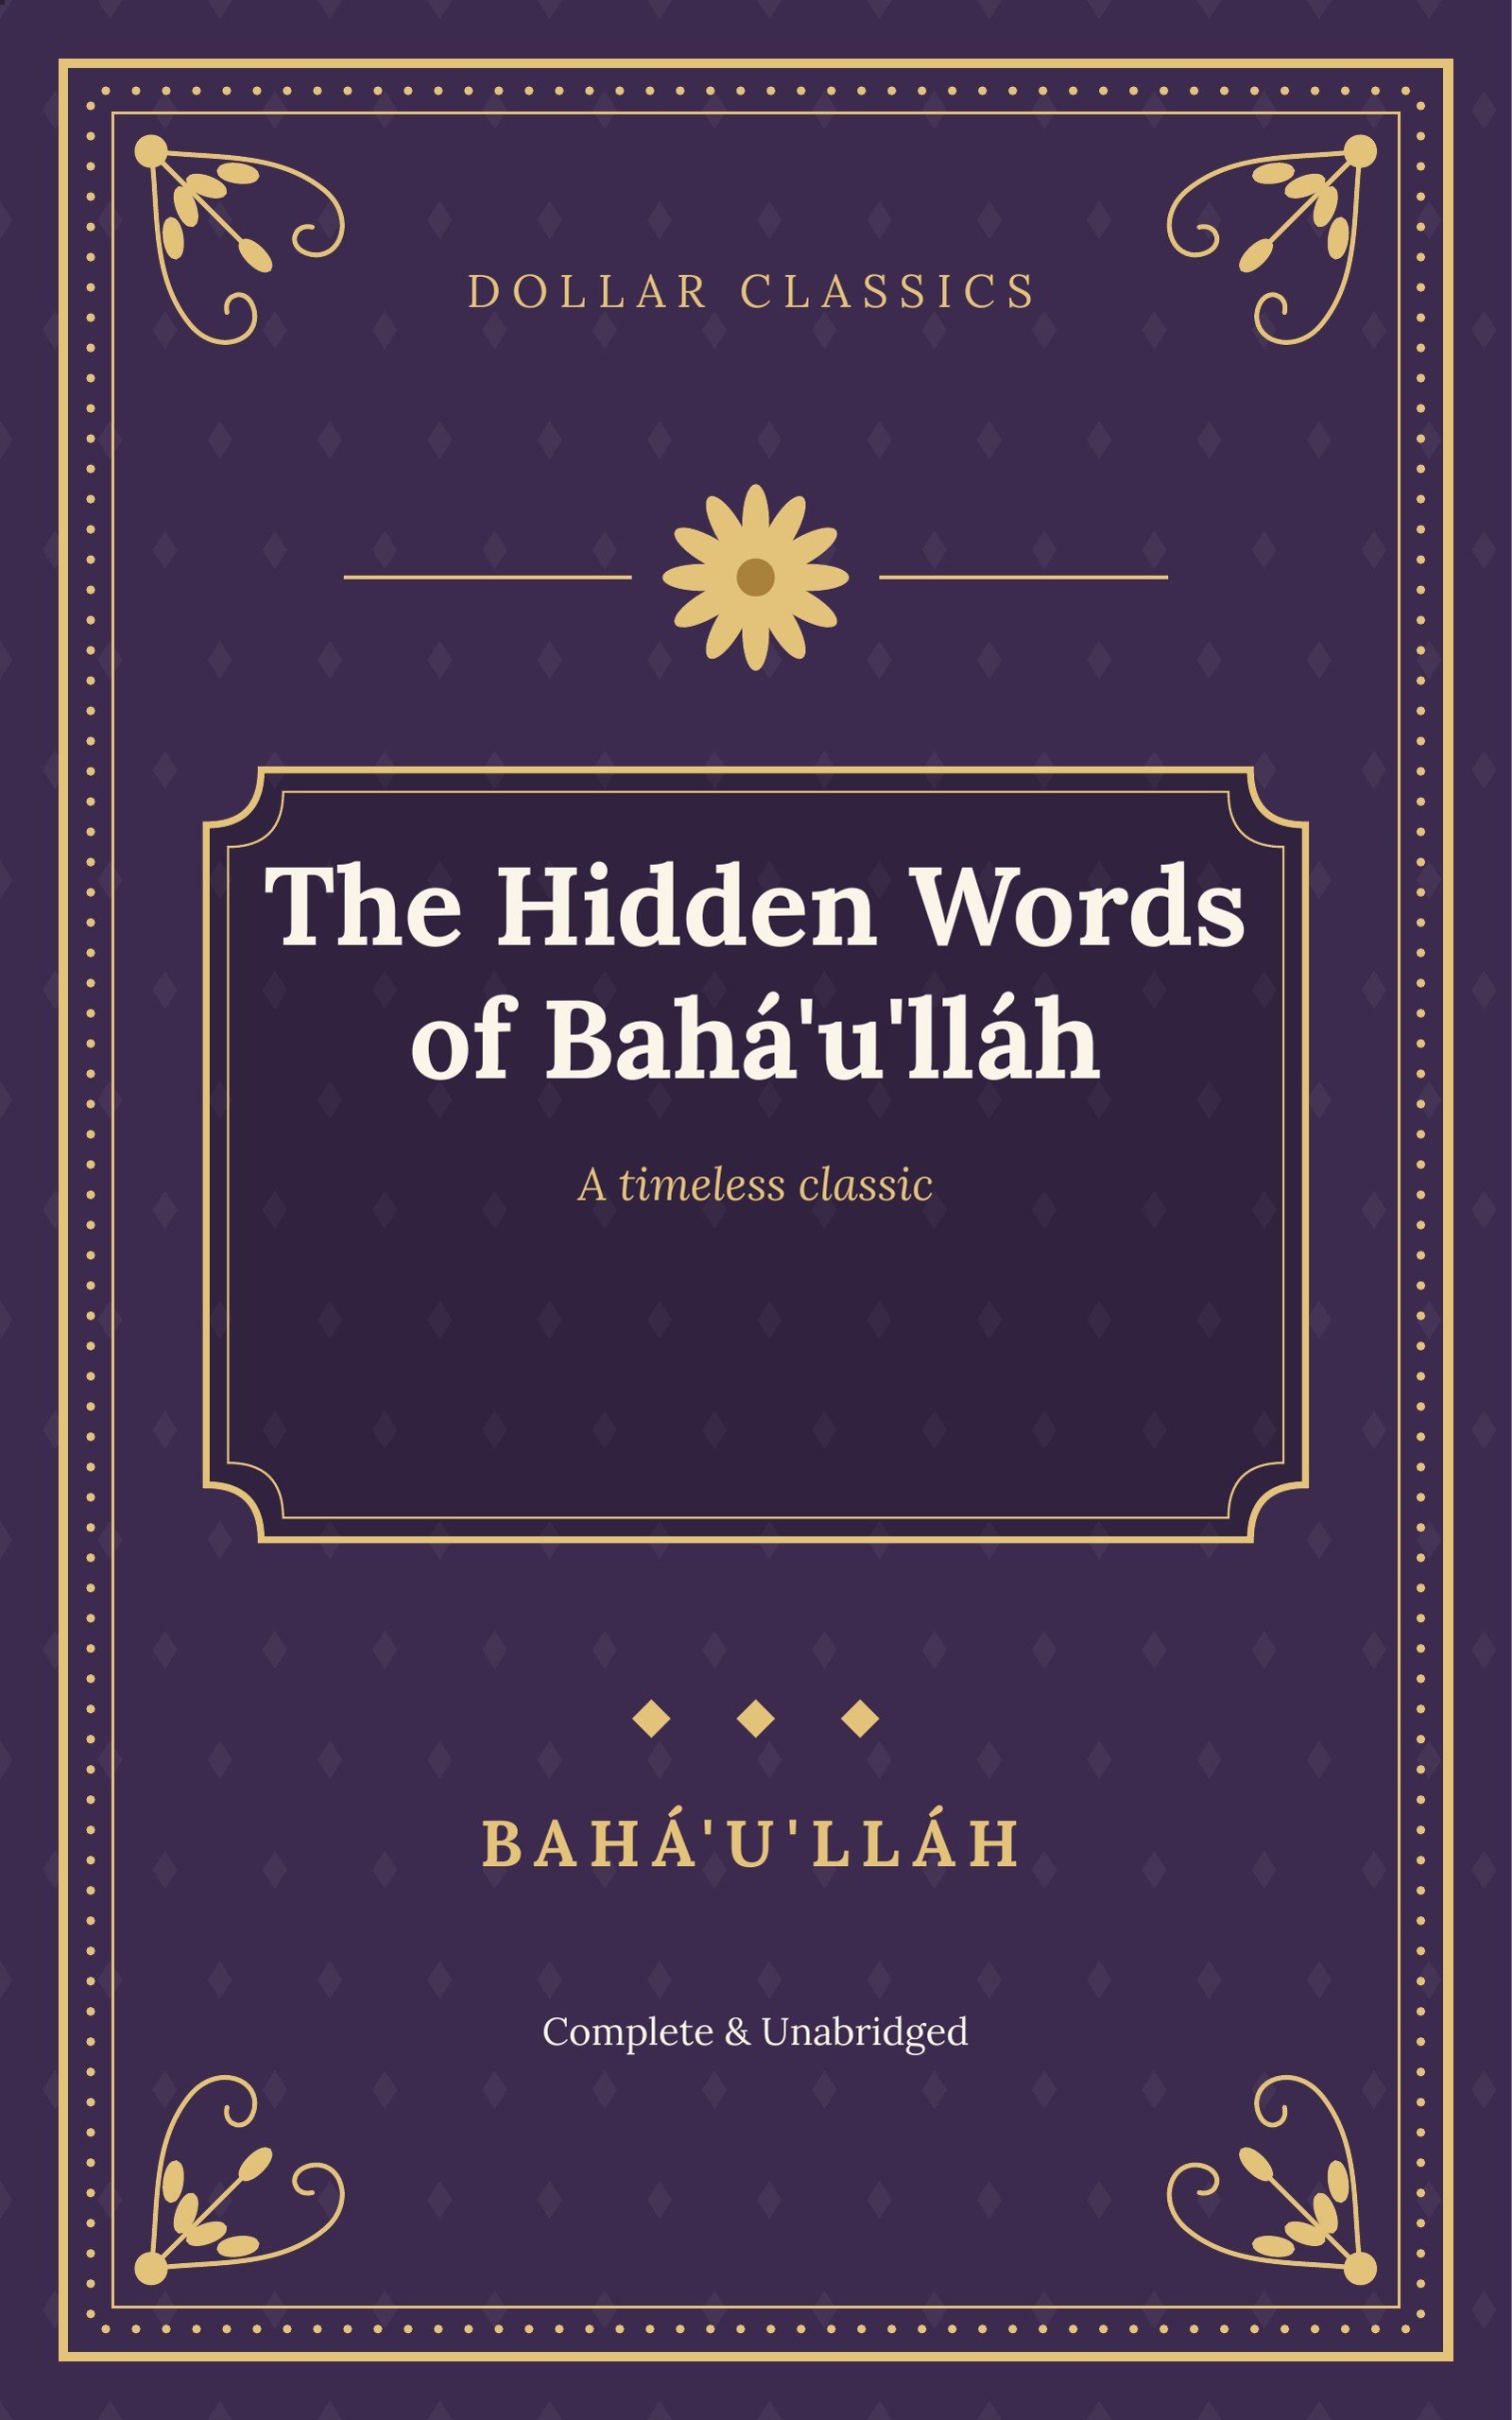 DOLLAR CLASSICS
The Hidden Words
of Bahá'u'lláh
A timeless classic
BAHÁ'U'LLÁH
Complete & Unabridged